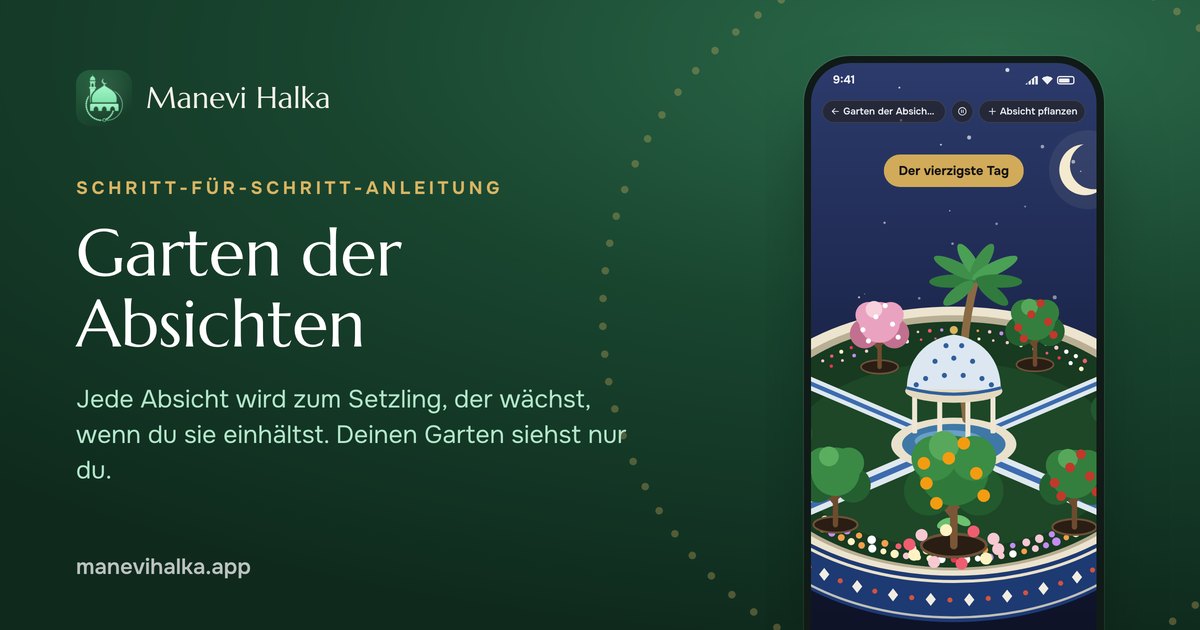 Manevi Halka
SCHRITT-FÜR-SCHRITT-ANLEITUNG
Garten der
Absichten
Jede Absicht wird zum Setzling, der wächst,
wenn du sie einhältst. Deinen Garten siehst nur
du.
manevihalka.app
9:41
← Garten der Absich...
+ Absicht pflanzen
Der vierzigste Tag